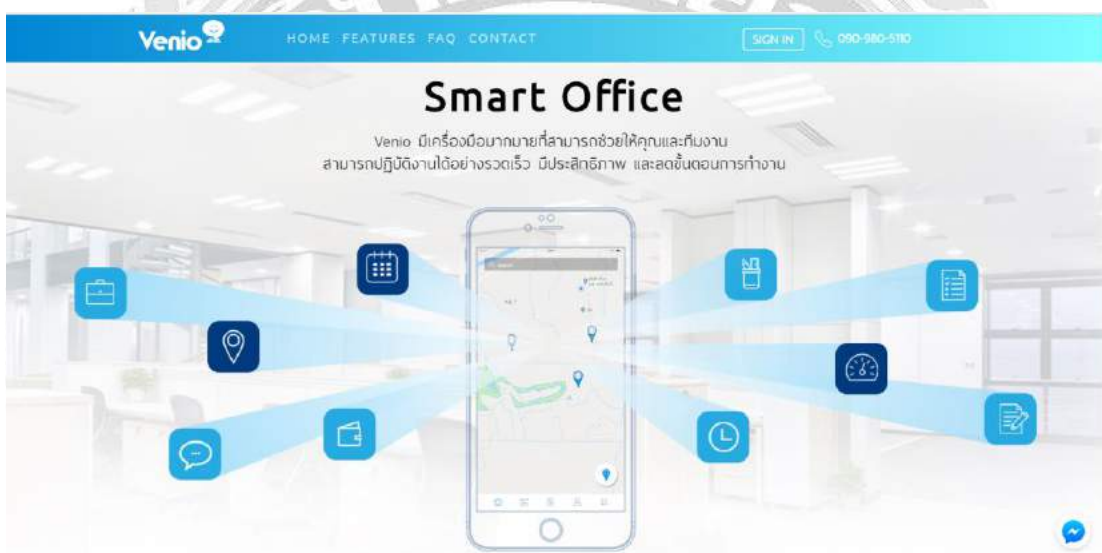 Venio
HOME FEATURES FAQ CONTACT
SIGN IN
090-980-5110
Smart Office
Venio มีเครื่องมือมากมายที่สามารถช่วยให้คุณและทีมงาน
สามารถปฏิบัติงานได้อย่างรวดเร็ว มีประสิทธิภาพ และลดขั้นตอนการทำงาน